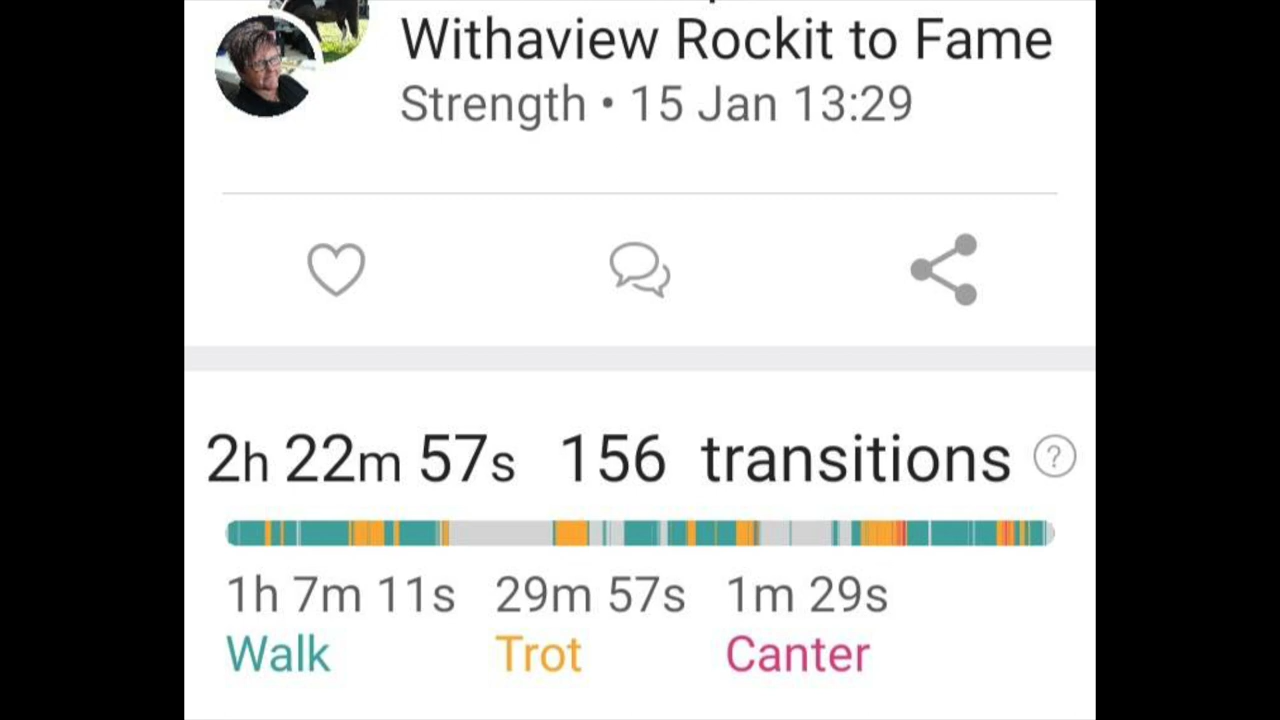 Withaview Rockit to Fame
Strength • 15 Jan 13:29
2h 22m 57s 156 transitions ?
1h 7m 11s 29m 57s 1m 29s
Walk Trot Canter